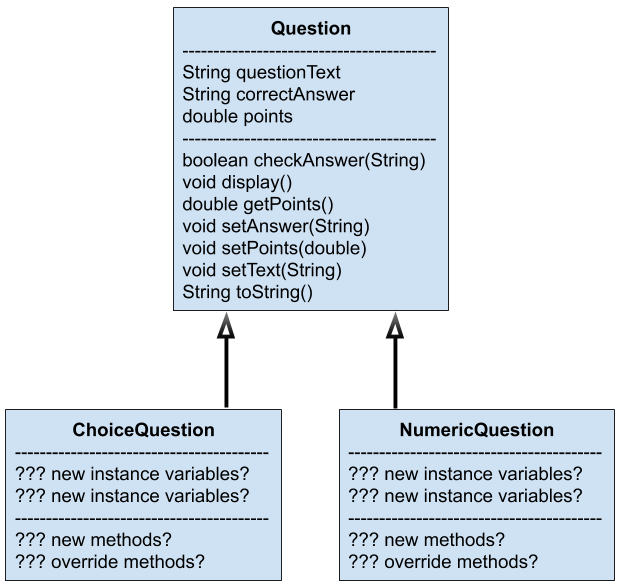 Question
-----------------------------------------
String questionText
String correctAnswer
double points
-----------------------------------------
boolean checkAnswer(String)
void display()
double getPoints()
void setAnswer(String)
void setPoints(double)
void setText(String)
String toString()
ChoiceQuestion
-----------------------------------------
??? new instance variables?
??? new instance variables?
-----------------------------------------
??? new methods?
??? override methods?
NumericQuestion
-----------------------------------------
??? new instance variables?
??? new instance variables?
-----------------------------------------
??? new methods?
??? override methods?